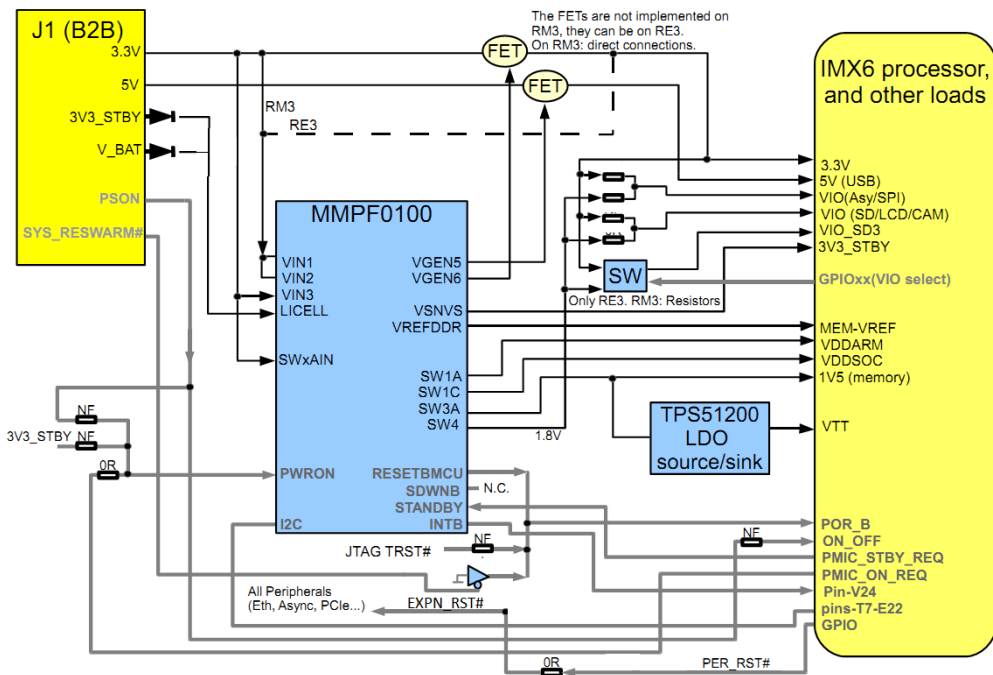 The FETs are not implemented on
RM3, they can be on RE3.
On RM3: direct connections.
J1 (B2B)
3.3V
5V
3V3_STBY
V_BAT
PSON
SYS_RESWARM#
FET
FET
RM3
RE3
IMX6 processor,
and other loads
3.3V
5V (USB)
VIO(Asy/SPI)
VIO (SD/LCD/CAM)
VIO_SD3
3V3_STBY
GPIOxx(VIO select)
MEM-VREF
VDDARM
VDDSOC
1V5 (memory)
VTT
POR_B
ON_OFF
PMIC_STBY_REQ
PMIC_ON_REQ
Pin-V24
pins-T7-E22
GPIO
MMPF0100
VIN1
VIN2
VIN3
LICELL
SWxAIN
PWRON
I2C
VGEN5
VGEN6
VSNVS
VREFDDR
SW1A
SW1C
SW3A
SW4
RESETBMCU
SDWNB
STANDBY
INTB
SW
Only RE3. RM3: Resistors
1.8V
TPS51200
LDO
source/sink
N.C.
NF
3V3_STBY
NF
0R
JTAG TRST#
NF
NF
All Peripherals
(Eth, Async, PCIe...)
EXPN_RST#
0R
PER_RST#